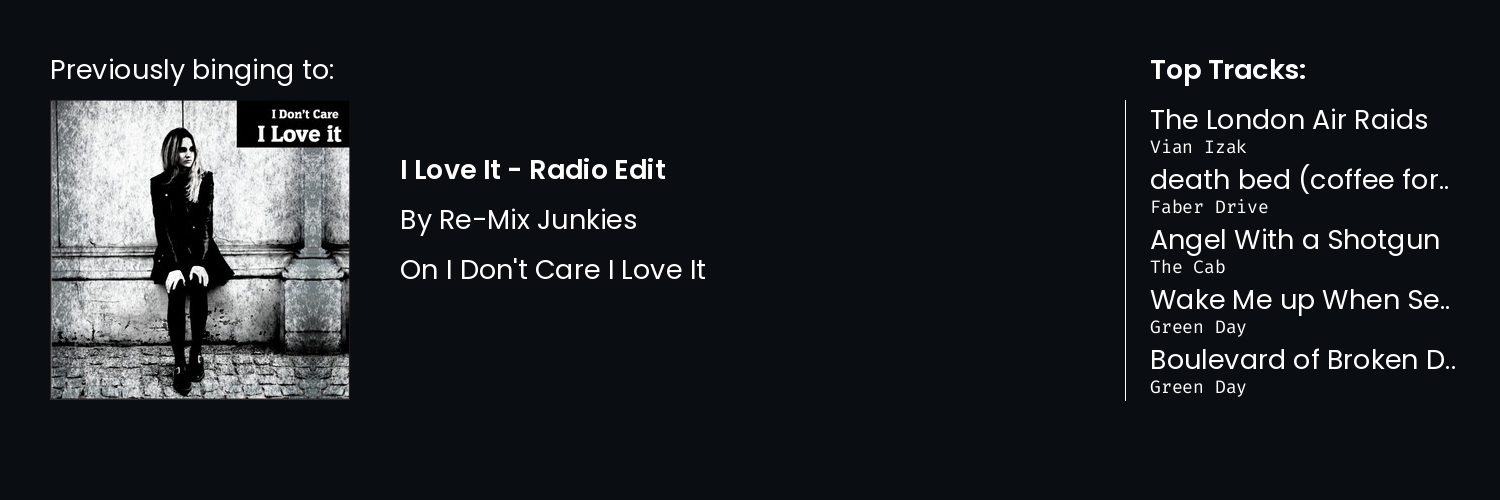 Previously binging to:
I Don't Care
I Love it
I Love It - Radio Edit
By Re-Mix Junkies
On I Don't Care I Love It
Top Tracks:
The London Air Raids
Vian Izak
death bed (coffee for..
Faber Drive
Angel With a Shotgun
The Cab
Wake Me up When Se..
Green Day
Boulevard of Broken D..
Green Day